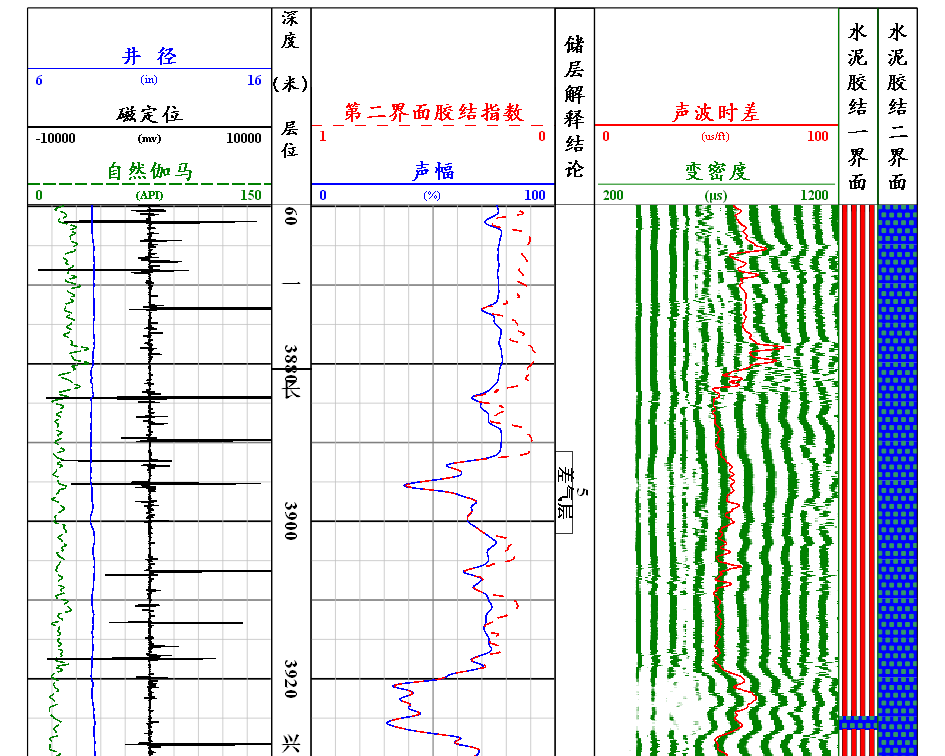 井 径
6 (in) 16
磁定位
-10000 (mv) 10000
自然伽马
0 (API) 150
深度(米)
层位
第二界面胶结指数
1 0
声幅
0 (%) 100
储层解释结论
声波时差
0 (us/ft) 100
变密度
200 (μs) 1200
水泥胶结一界面
水泥胶结二界面
60
3880
5
差气层
3900
3920
兴